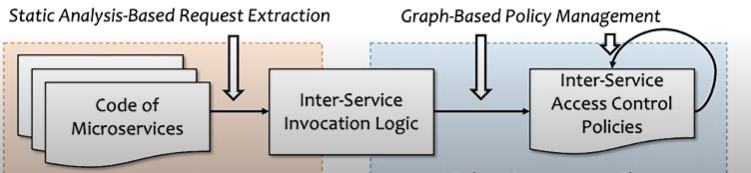 Static Analysis-Based Request Extraction
Graph-Based Policy Management
Code of
Microservices
Inter-Service
Invocation Logic
Inter-Service
Access Control
Policies